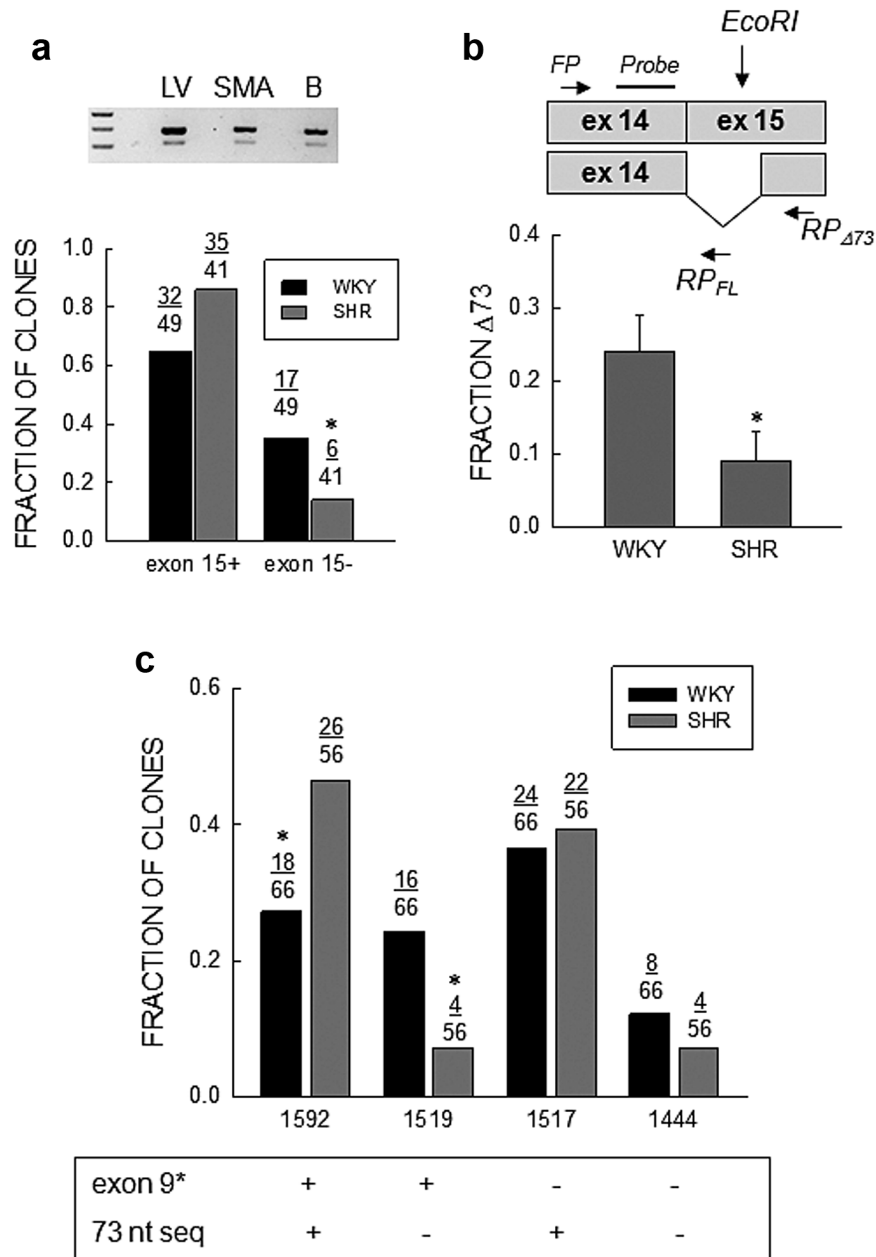 a
LV SMA B
FRACTION OF CLONES
1.0
0.8
0.6
0.4
0.2
0.0
32
49
35
41
17
49
*
6
41
WKY
SHR
exon 15+ exon 15-
b
EcoRI
FP Probe
ex 14 ex 15
ex 14
RPΔ73
RPFL
FRACTION Δ73
0.4
0.3
0.2
0.1
0.0
*
WKY SHR
c
FRACTION OF CLONES
0.6
0.4
0.2
0.0
WKY
SHR
*
18
66
26
56
16
66
*
4
56
24
66
22
56
8
66
4
56
1592 1519 1517 1444
exon 9* + + - -
73 nt seq + - + -